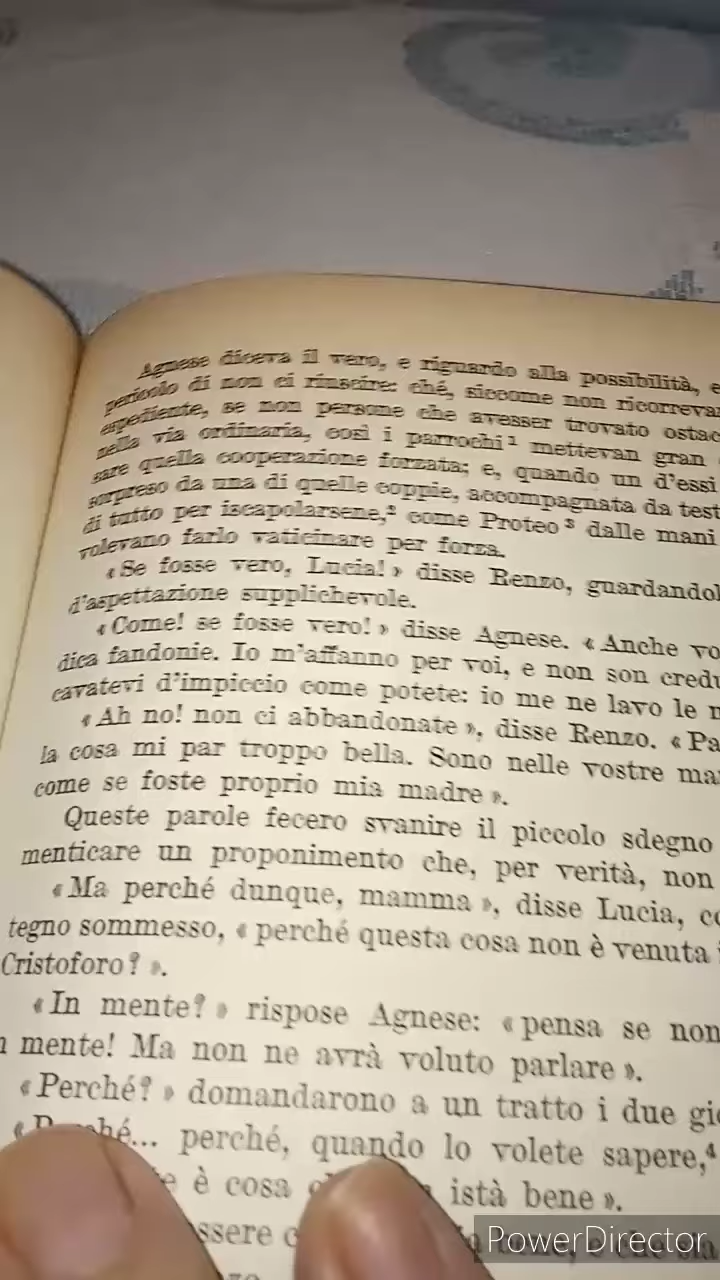 Agnese diceva il vero, e riguardo alla possibilità, e
pericolo di non ci riuscire: ché, siccome non ricorreva
espediente, se non persone che avesser trovato ostac
nella via ordinaria, così i parrochi¹ mettevan gran
sare quella cooperazione forzata; e, quando un d'essi
sorpreso da una di quelle coppie, accompagnata da test
di tutto per iscapolarsene,² come Proteo³ dalle mani
volevano farlo vaticinare per forza.
«Se fosse vero, Lucia!» disse Renzo, guardandol
d'aspettazione supplichevole.
«Come! se fosse vero!» disse Agnese. «Anche vo
dica fandonie. Io m'affanno per voi, e non son credu
cavatevi d'impiccio come potete: io me ne lavo le m
«Ah no! non ci abbandonate», disse Renzo. «Pa
la cosa mi par troppo bella. Sono nelle vostre ma
come se foste proprio mia madre».
Queste parole fecero svanire il piccolo sdegno
menticare un proponimento che, per verità, non
«Ma perché dunque, mamma», disse Lucia, co
tegno sommesso, «perché questa cosa non è venuta
Cristoforo?».
«In mente?» rispose Agnese: «pensa se non
n mente! Ma non ne avrà voluto parlare».
«Perché?» domandarono a un tratto i due gio
perché, quando lo volete sapere,⁴
è cosa istà bene».
ssere
PowerDirector